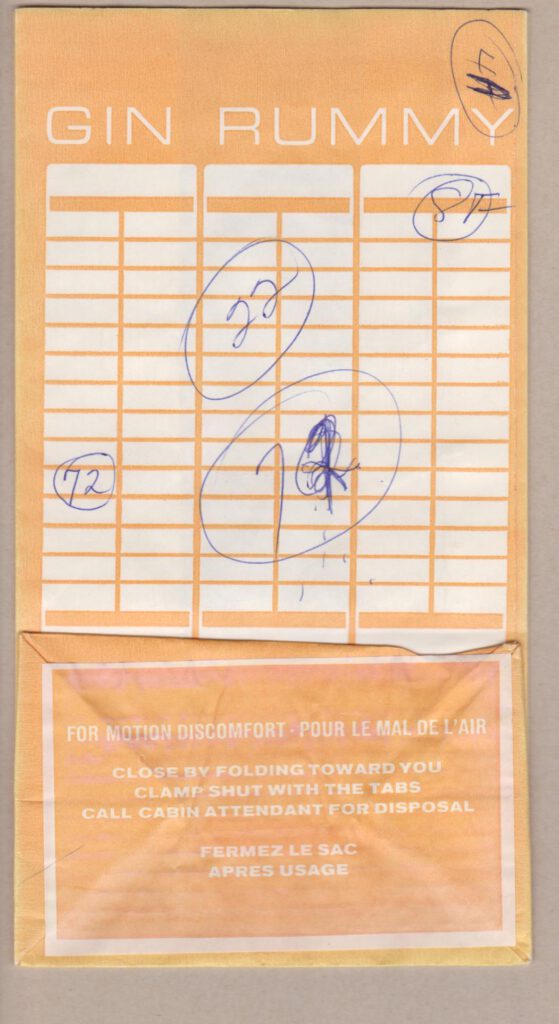 GIN RUMMY
22
72
FOR MOTION DISCOMFORT · POUR LE MAL DE L'AIR
CLOSE BY FOLDING TOWARD YOU
CLAMP SHUT WITH THE TABS
CALL CABIN ATTENDANT FOR DISPOSAL
FERMEZ LE SAC
APRES USAGE